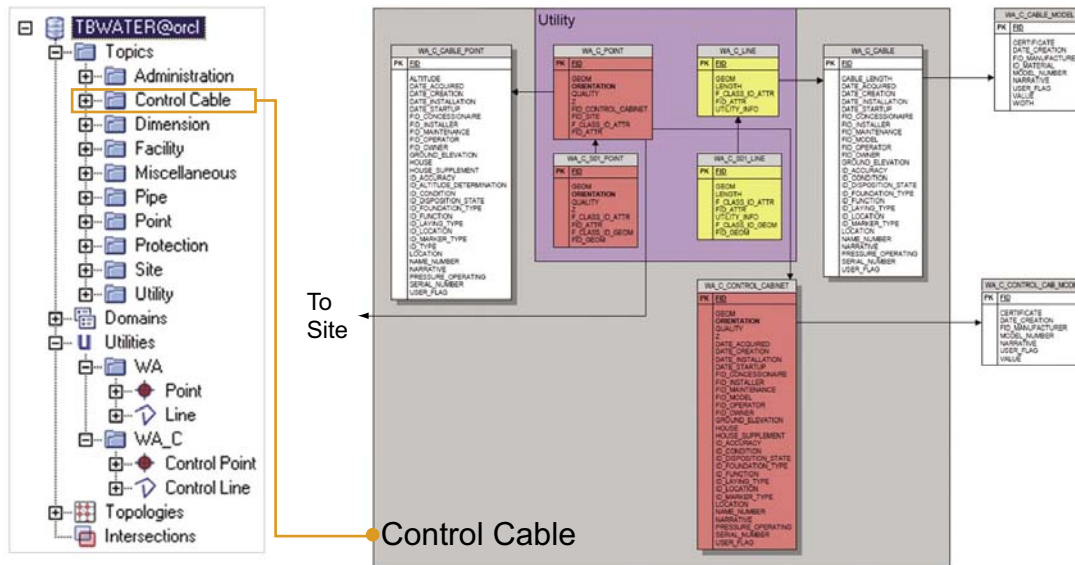 TBWATER@orcl
Topics
Administration
Control Cable
Dimension
Facility
Miscellaneous
Pipe
Point
Protection
Site
Utility
Domains
U Utilities
WA
Point
Line
WA_C
Control Point
Control Line
Topologies
Intersections
Utility
WA_C_CABLE_POINT
PK FID
ALTITUDE
DATE_ACQUIRED
DATE_CREATION
DATE_INSTALLATION
DATE_STARTUP
FID_CONCESSIONAIRE
FID_INSTALLER
FID_MAINTENANCE
FID_OPERATOR
FID_OWNER
GROUND_ELEVATION
HOUSE
HOUSE_SUPPLEMENT
ID_ACCURACY
ID_ALTITUDE_DETERMINATION
ID_CONDITION
ID_DISPOSITION_STATE
ID_FOUNDATION_TYPE
ID_FUNCTION
ID_LAYING_TYPE
ID_LOCATION
ID_MARKER_TYPE
ID_TYPE
LOCATION
NAME_NUMBER
NARRATIVE
PRESSURE_OPERATING
SERIAL_NUMBER
USER_FLAG
WA_C_POINT
PK FID
GEOM
ORIENTATION
QUALITY
Z
FID_CONTROL_CABINET
FID_SITE
F_CLASS_ID_ATTR
FID_ATTR
WA_C_S01_POINT
PK FID
GEOM
ORIENTATION
QUALITY
Z
F_CLASS_ID_ATTR
FID_ATTR
F_CLASS_ID_GEOM
FID_GEOM
WA_C_LINE
PK FID
GEOM
LENGTH
F_CLASS_ID_ATTR
FID_ATTR
UTILITY_INFO
WA_C_S01_LINE
PK FID
GEOM
LENGTH
F_CLASS_ID_ATTR
FID_ATTR
UTILITY_INFO
F_CLASS_ID_GEOM
FID_GEOM
WA_C_CABLE
PK FID
CABLE_LENGTH
DATE_ACQUIRED
DATE_CREATION
DATE_INSTALLATION
DATE_STARTUP
FID_CONCESSIONAIRE
FID_INSTALLER
FID_MAINTENANCE
FID_MODEL
FID_OPERATOR
FID_OWNER
GROUND_ELEVATION
ID_ACCURACY
ID_CONDITION
ID_DISPOSITION_STATE
ID_FOUNDATION_TYPE
ID_FUNCTION
ID_LAYING_TYPE
ID_LOCATION
ID_MARKER_TYPE
LOCATION
NAME_NUMBER
NARRATIVE
PRESSURE_OPERATING
SERIAL_NUMBER
USER_FLAG
WA_C_CABLE_MODEL
PK FID
CERTIFICATE
DATE_CREATION
FID_MANUFACTURE
ID_MATERIAL
MODEL_NUMBER
NARRATIVE
USER_FLAG
VALUE
WIDTH
WA_C_CONTROL_CABINET
PK FID
GEOM
ORIENTATION
QUALITY
Z
DATE_ACQUIRED
DATE_CREATION
DATE_INSTALLATION
DATE_STARTUP
FID_CONCESSIONAIRE
FID_INSTALLER
FID_MAINTENANCE
FID_MODEL
FID_OPERATOR
FID_OWNER
GROUND_ELEVATION
HOUSE
HOUSE_SUPPLEMENT
ID_ACCURACY
ID_CONDITION
ID_DISPOSITION_STATE
ID_FOUNDATION_TYPE
ID_FUNCTION
ID_LAYING_TYPE
ID_LOCATION
ID_MARKER_TYPE
LOCATION
NAME_NUMBER
NARRATIVE
PRESSURE_OPERATING
SERIAL_NUMBER
USER_FLAG
WA_C_CONTROL_CAB_MODE
PK FID
CERTIFICATE
DATE_CREATION
FID_MANUFACTURER
MODEL_NUMBER
NARRATIVE
USER_FLAG
VALUE
To
Site
Control Cable